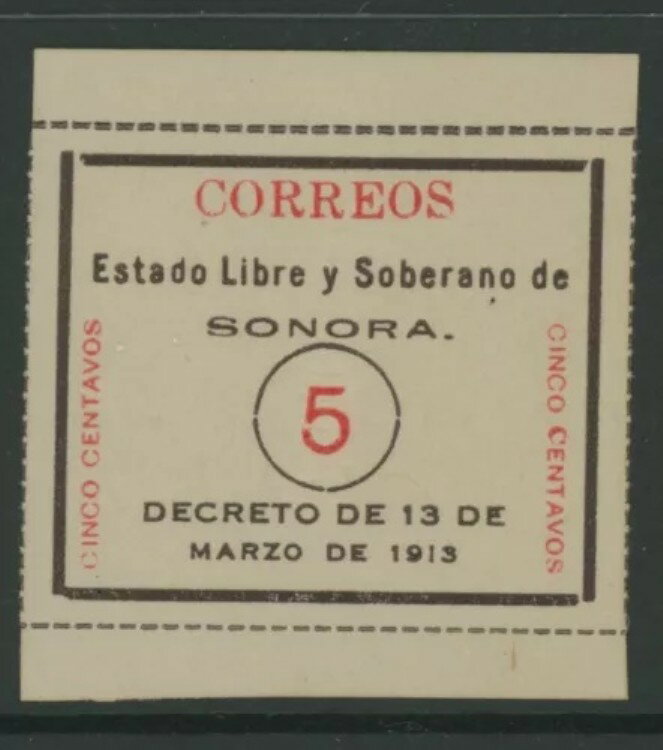 CORREOS
Estado Libre y Soberano de
SONORA.
CINCO CENTAVOS
5
CINCO CENTAVOS
DECRETO DE 13 DE
MARZO DE 1913